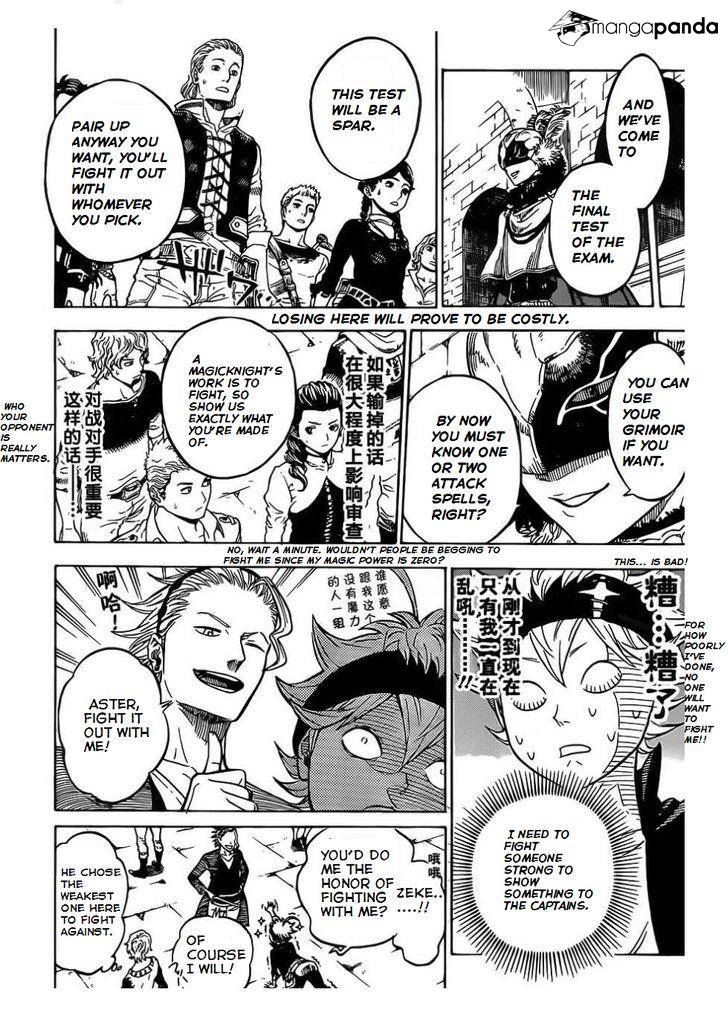 mangapanda
AND
WE'VE
COME
TO
THE
FINAL
TEST
OF THE
EXAM.
THIS TEST
WILL BE A
SPAR.
PAIR UP
ANYWAY YOU
WANT, YOU'LL
FIGHT IT OUT
WITH
WHOMEVER
YOU PICK.
LOSING HERE WILL PROVE TO BE COSTLY.
YOU CAN
USE
YOUR
GRIMOIR
IF YOU
WANT.
BY NOW
YOU MUST
KNOW ONE
OR TWO
ATTACK
SPELLS,
RIGHT?
如果输掉的话
在很大程度上影响审查
A
MAGICKNIGHT'S
WORK IS TO
FIGHT, SO
SHOW US
EXACTLY WHAT
YOU'RE MADE
OF.
对战对手很重要
这样的话……
WHO
YOUR
OPPONENT
IS
REALLY
MATTERS.
THIS... IS BAD!
糟…糟了
从刚才到现在
只有我一直在
乱吼……!!
FOR
HOW
POORLY
I'VE
DONE,
NO
ONE
WILL
WANT
TO
FIGHT
ME!!
I NEED TO
FIGHT
SOMEONE
STRONG TO
SHOW
SOMETHING TO
THE CAPTAINS.
NO, WAIT A MINUTE. WOULDN'T PEOPLE BE BEGGING TO
FIGHT ME SINCE MY MAGIC POWER IS ZERO?
谁愿意
跟我这个
没有魔力
的人一组
啊哈!
ASTER,
FIGHT IT
OUT WITH
ME!
哦哦
ZEKE..
....!!
YOU'D DO
ME THE
HONOR OF
FIGHTING
WITH ME?
OF
COURSE
I WILL!
HE CHOSE
THE
WEAKEST
ONE HERE
TO FIGHT
AGAINST.